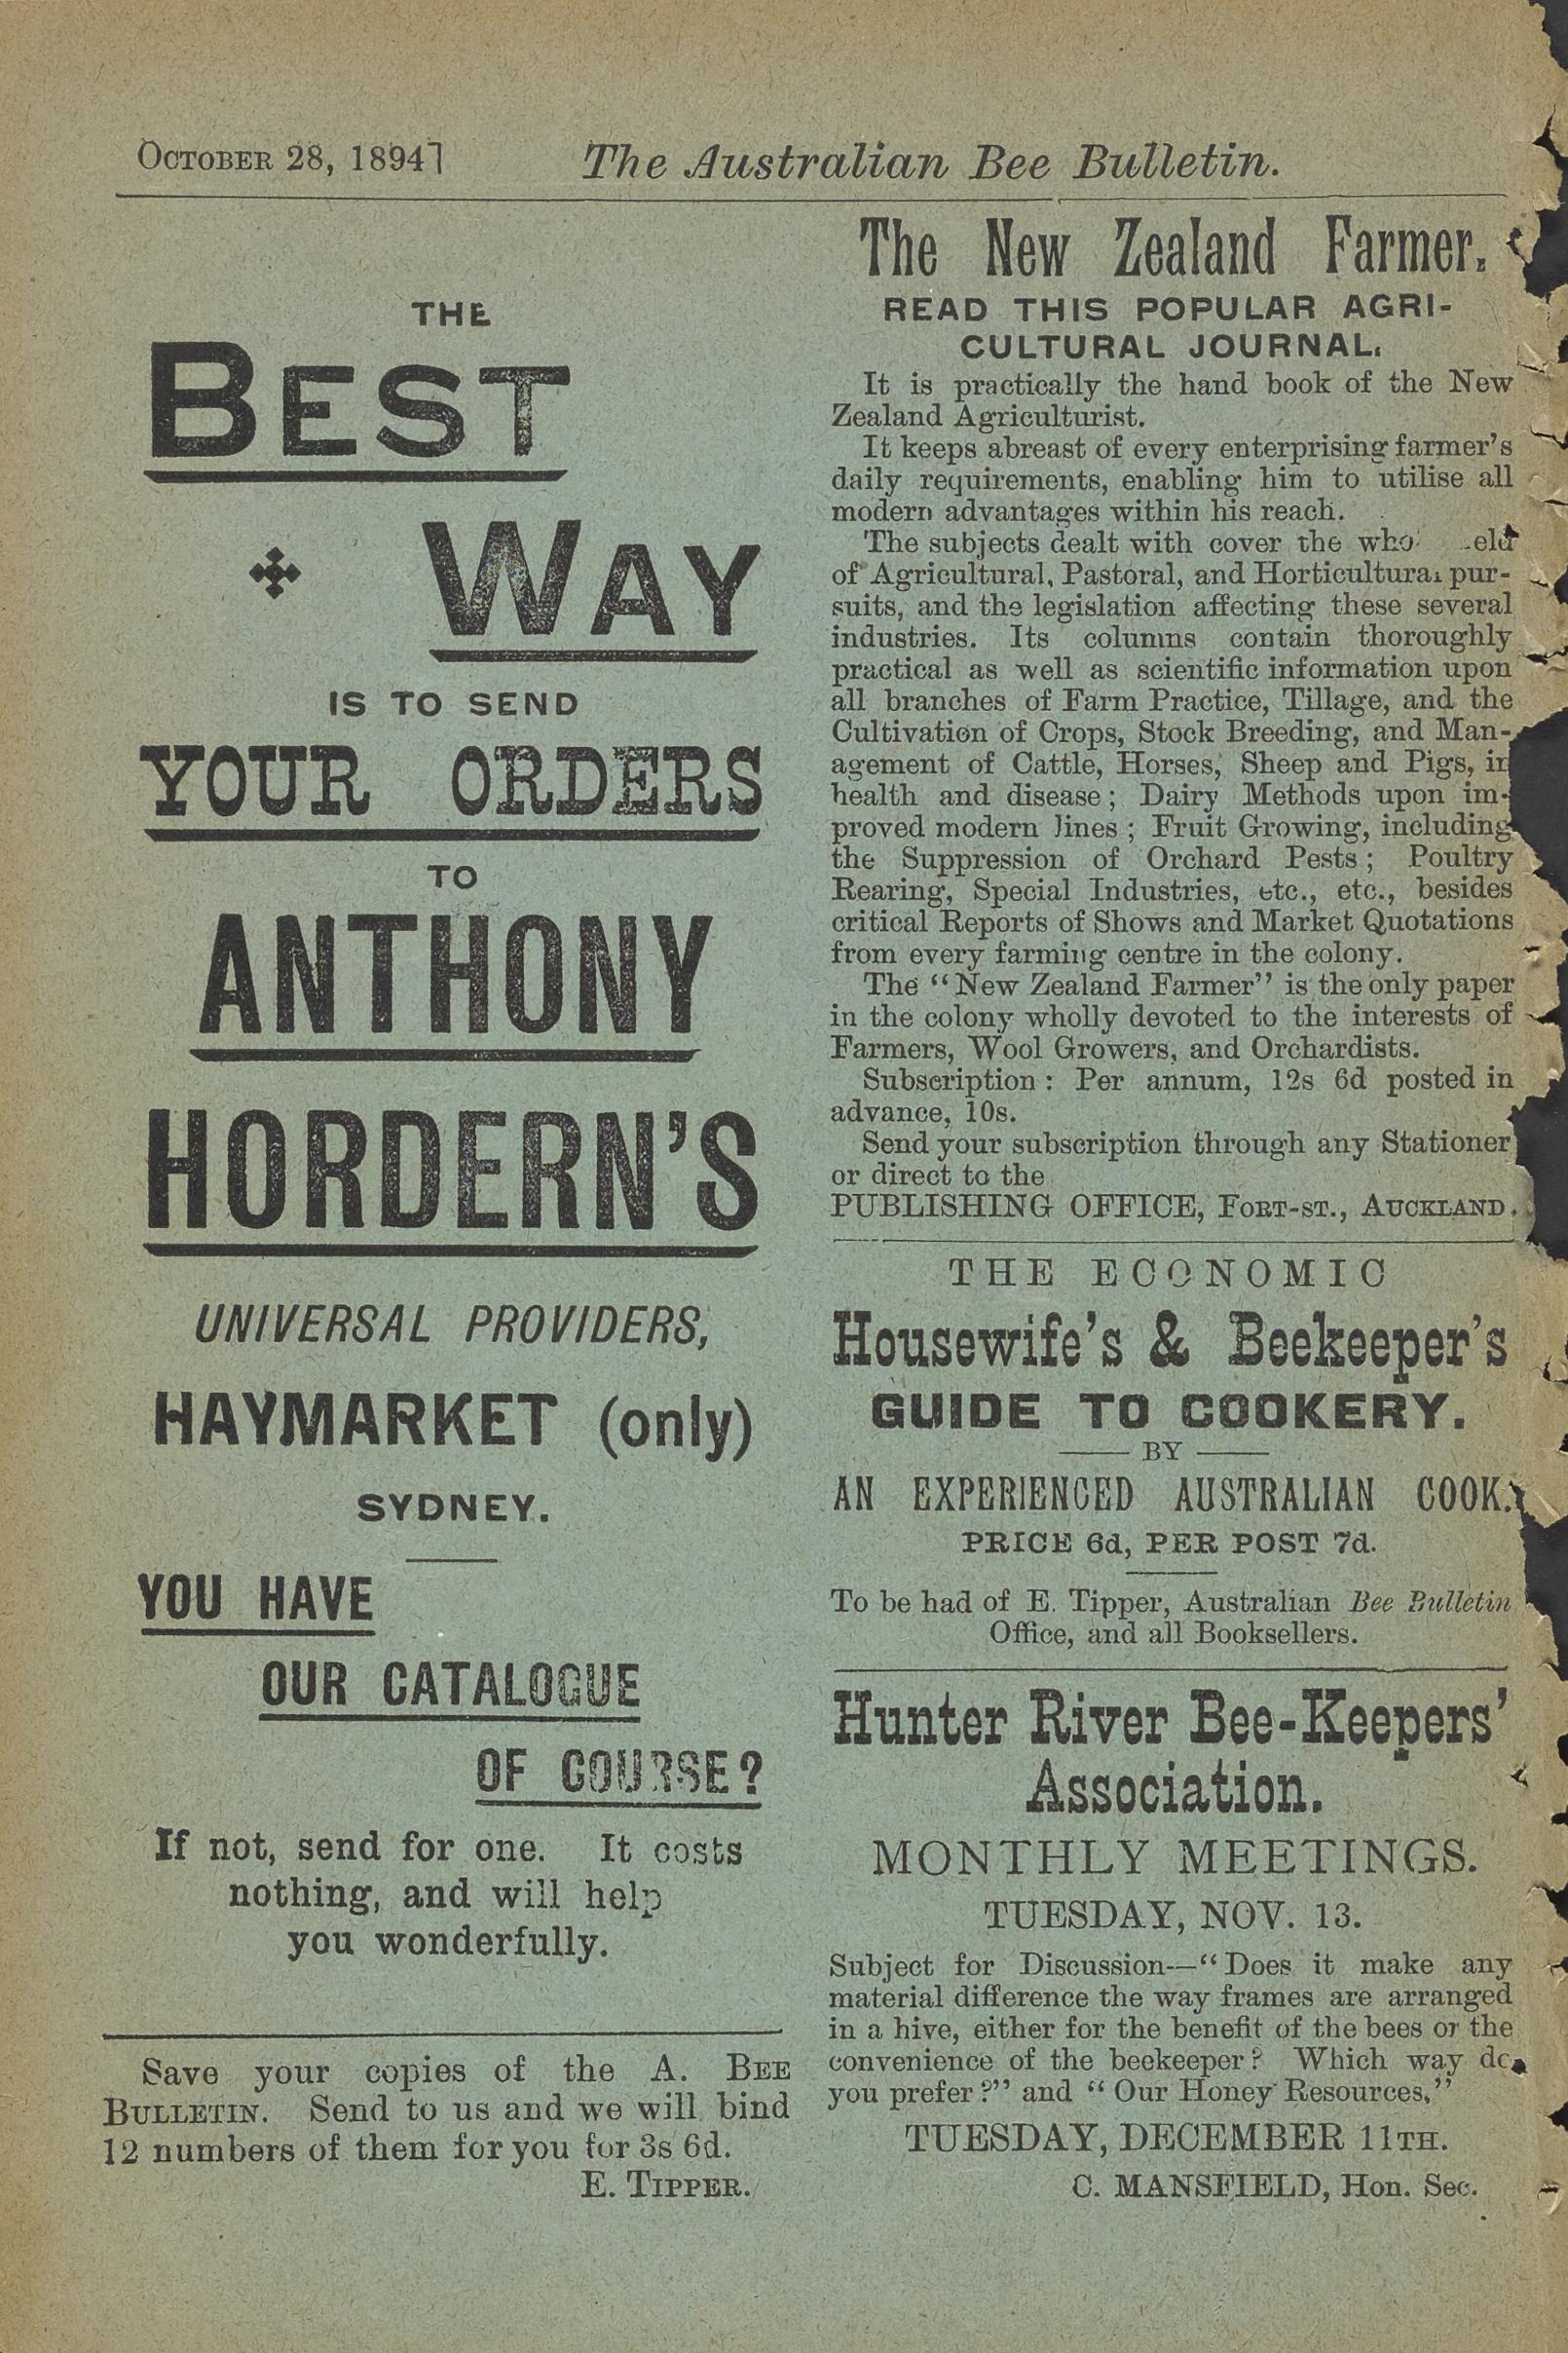 OCTOBER 28, 1894]
The Australian Bee Bulletin.
THE
BEST
WAY
IS TO SEND
YOUR ORDERS
TO
ANTHONY
HORDERN'S
UNIVERSAL PROVIDERS,
HAYMARKET (only)
SYDNEY.
YOU HAVE
OUR CATALOGUE
OF COURSE?
If not, send for one. It costs
nothing, and will help
you wonderfully.
Save your copies of the A. BEE
BULLETIN. Send to us and we will bind
12 numbers of them for you for 3s 6d.
E. TIPPER.
The New Zealand Farmer.
READ THIS POPULAR AGRI-
CULTURAL JOURNAL.
It is practically the hand book of the New
Zealand Agriculturist.
It keeps abreast of every enterprising farmer's
daily requirements, enabling him to utilise all
modern advantages within his reach.
The subjects dealt with cover the
of Agricultural, Pastoral, and Horticultural pur-
suits, and the legislation affecting these several
industries. Its columns contain thoroughly
practical as well as scientific information upon
all branches of Farm Practice, Tillage, and the
Cultivation of Crops, Stock Breeding, and Man-
agement of Cattle, Horses, Sheep and Pigs, in
health and disease; Dairy Methods upon im-
proved modern lines; Fruit Growing, including
the Suppression of Orchard Pests; Poultry
Rearing, Special Industries, etc., etc., besides
critical Reports of Shows and Market Quotations
from every farming centre in the colony.
The "New Zealand Farmer" is the only paper
in the colony wholly devoted to the interests of
Farmers, Wool Growers, and Orchardists.
Subscription: Per annum, 12s 6d posted in
advance, 10s.
Send your subscription through any Stationer
or direct to the
PUBLISHING OFFICE, FORT-ST., AUCKLAND.
THE ECONOMIC
Housewife's & Beekeeper's
GUIDE TO COOKERY.
BY
AN EXPERIENCED AUSTRALIAN COOK.
PRICE 6d, PER POST 7d.
To be had of E. Tipper, Australian Bee Bulletin
Office, and all Booksellers.
Hunter River Bee-Keepers'
Association.
MONTHLY MEETINGS.
TUESDAY, NOV. 13.
Subject for Discussion—"Does it make any
material difference the way frames are arranged
in a hive, either for the benefit of the bees or the
convenience of the beekeeper? Which way do
you prefer?" and "Our Honey Resources."
TUESDAY, DECEMBER 11TH.
C. MANSFIELD, Hon. Sec.